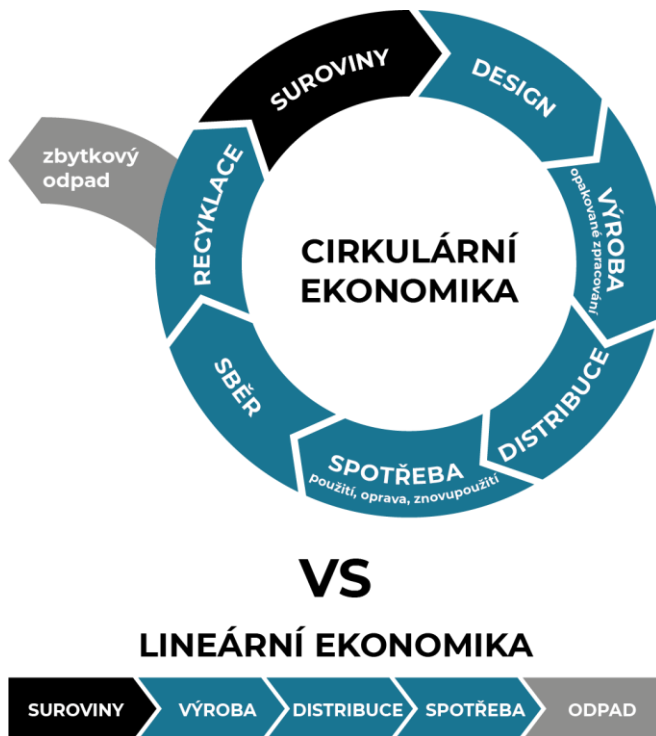 SUROVINY
DESIGN
VÝROBA
opakované zpracování
DISTRIBUCE
SPOTŘEBA
použití, oprava, znovupoužití
SBĚR
RECYKLACE
zbytkový
odpad
CIRKULÁRNÍ
EKONOMIKA
VS
LINEÁRNÍ EKONOMIKA
SUROVINY
VÝROBA
DISTRIBUCE
SPOTŘEBA
ODPAD